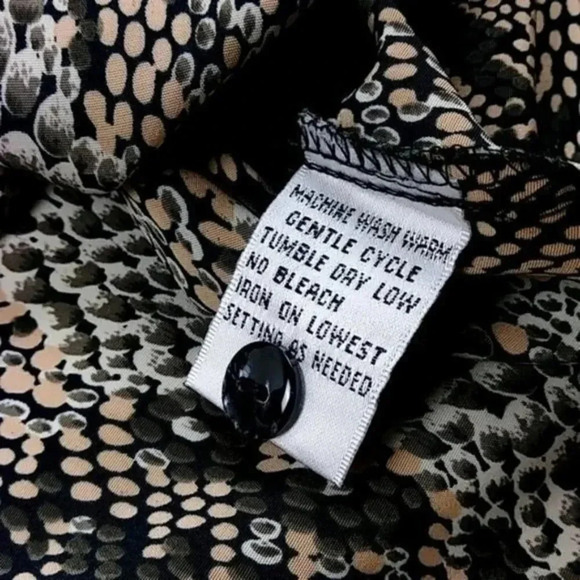 MACHINE WASH WARM
GENTLE CYCLE
TUMBLE DRY LOW
NO BLEACH
IRON ON LOWEST
SETTING AS NEEDED